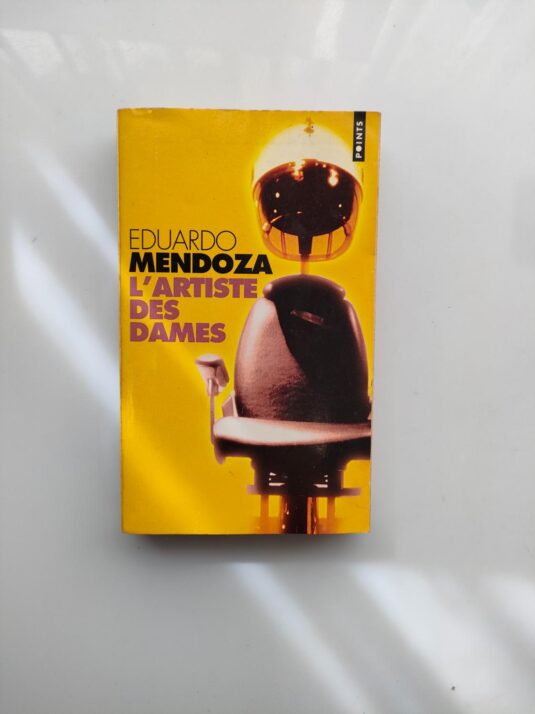 POINTS
EDUARDO
MENDOZA
L'ARTISTE
DES
DAMES